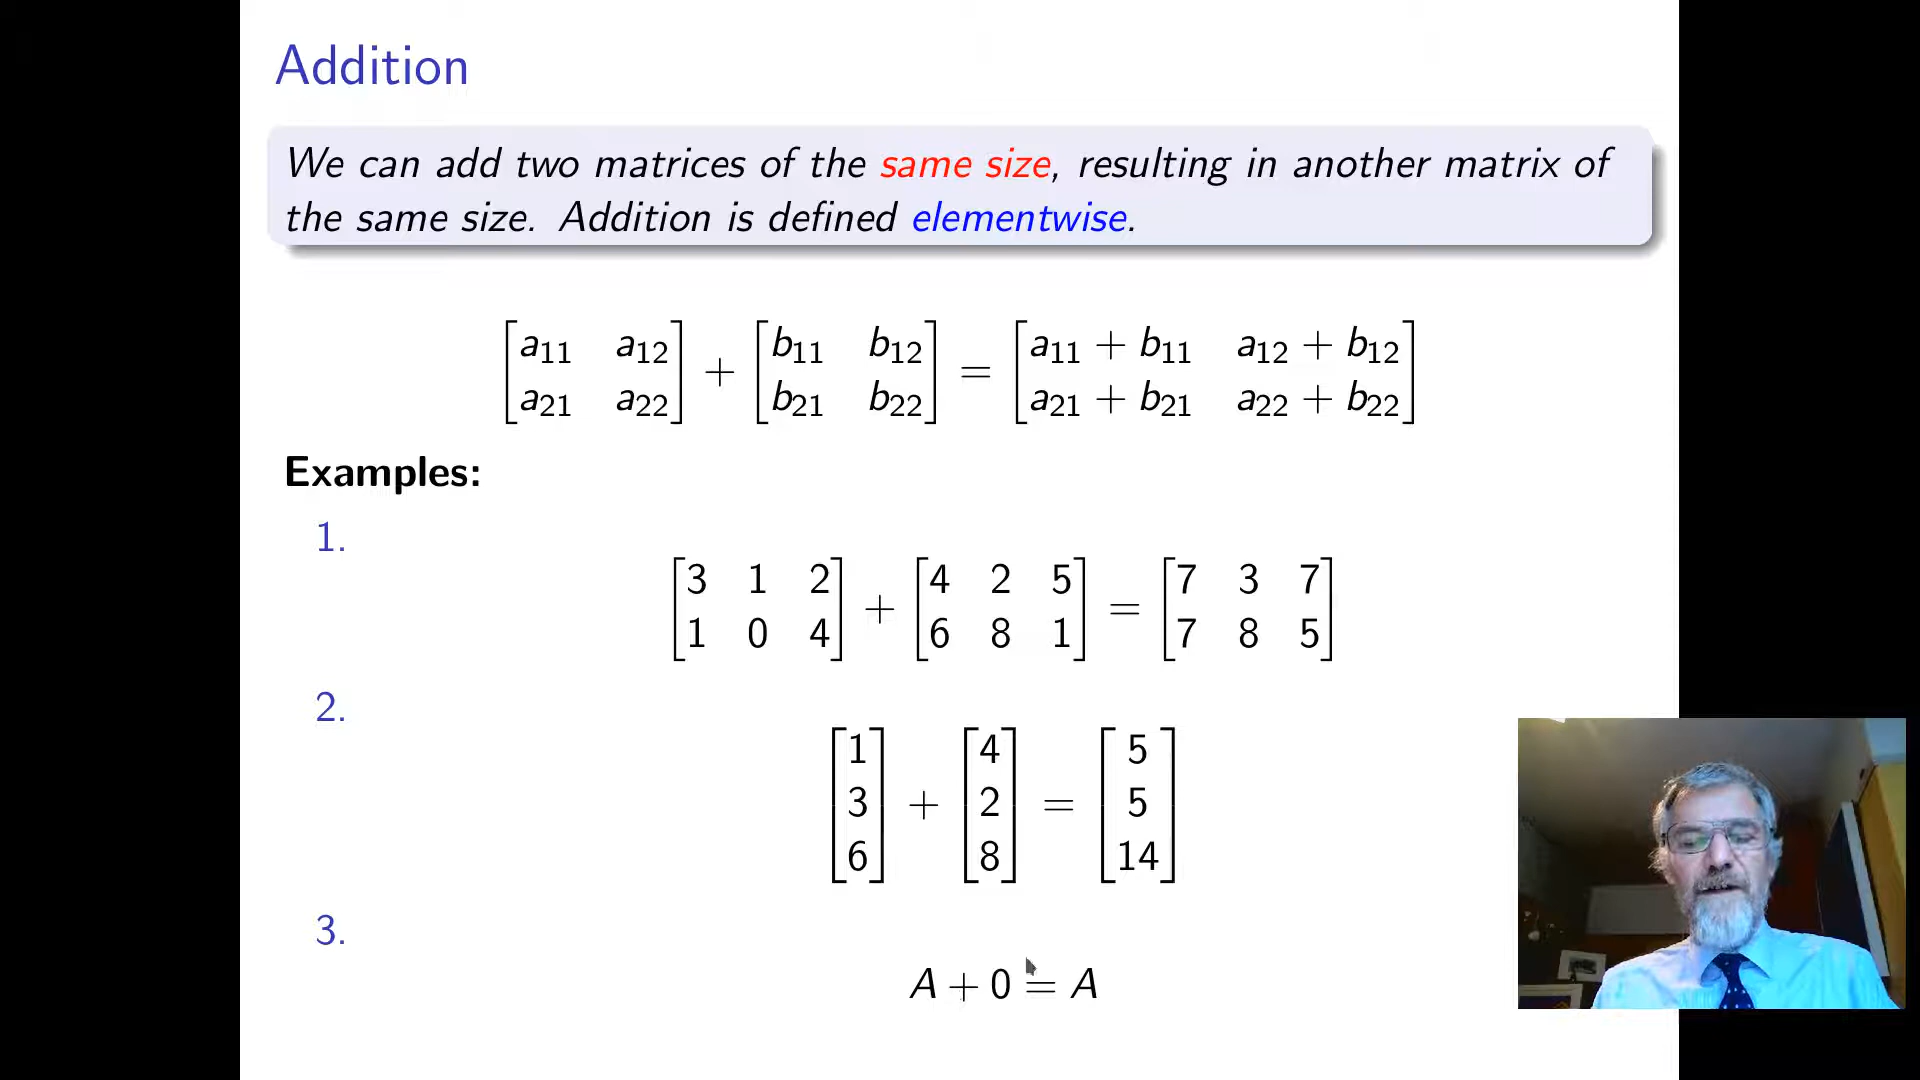 Addition
We can add two matrices of the same size, resulting in another matrix of
the same size. Addition is defined elementwise.
[a11 a12] + [b11 b12] = [a11 + b11 a12 + b12]
[a21 a22] [b21 b22] [a21 + b21 a22 + b22]
Examples:
1.
[3 1 2] + [4 2 5] = [7 3 7]
[1 0 4] [6 8 1] [7 8 5]
2.
[1] [4] [5]
[3] + [2] = [5]
[6] [8] [14]
3.
A + 0 = A